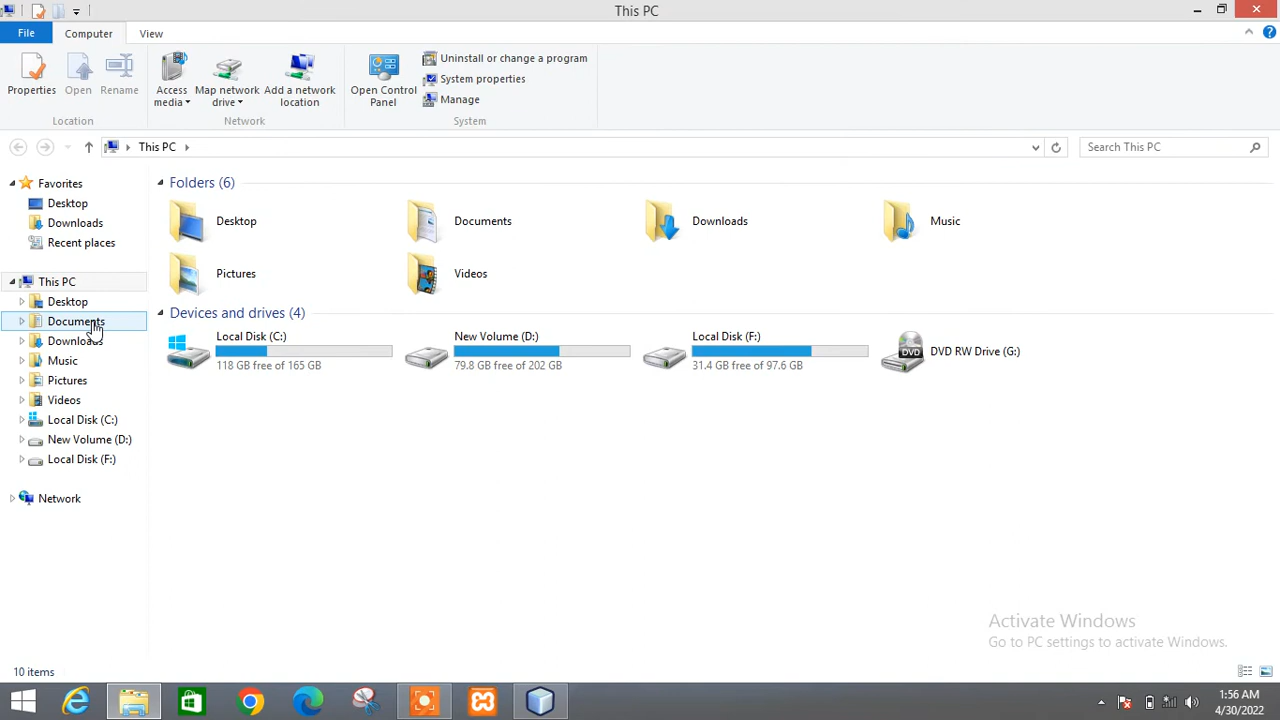 This PC
File
Computer
View
Properties
Open
Rename
Access media
Map network drive
Add a network location
Open Control Panel
Uninstall or change a program
System properties
Manage
Location
Network
System
This PC
Search This PC
Favorites
Desktop
Downloads
Recent places
This PC
Desktop
Documents
Downloads
Music
Pictures
Videos
Local Disk (C:)
New Volume (D:)
Local Disk (F:)
Network
Folders (6)
Desktop
Documents
Downloads
Music
Pictures
Videos
Devices and drives (4)
Local Disk (C:)
118 GB free of 165 GB
New Volume (D:)
79.8 GB free of 202 GB
Local Disk (F:)
31.4 GB free of 97.6 GB
DVD
DVD RW Drive (G:)
Activate Windows
Go to PC settings to activate Windows.
10 items
1:56 AM
4/30/2022